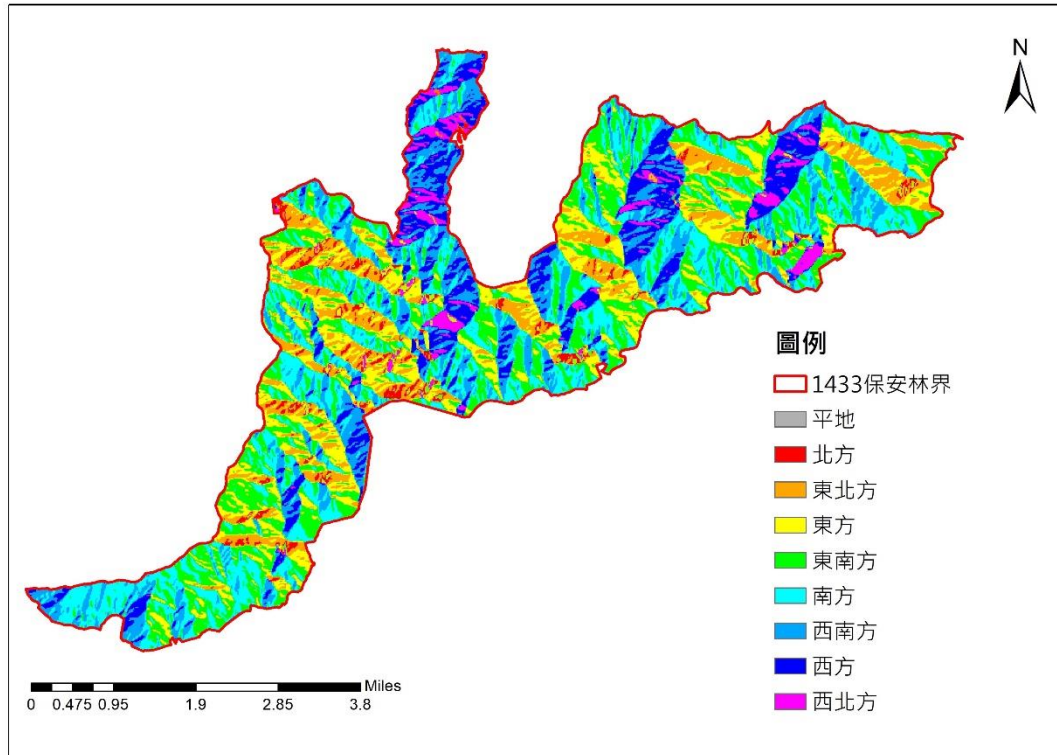 N
圖例
1433保安林界
平地
北方
東北方
東方
東南方
南方
西南方
西方
西北方
Miles
0 0.475 0.95 1.9 2.85 3.8